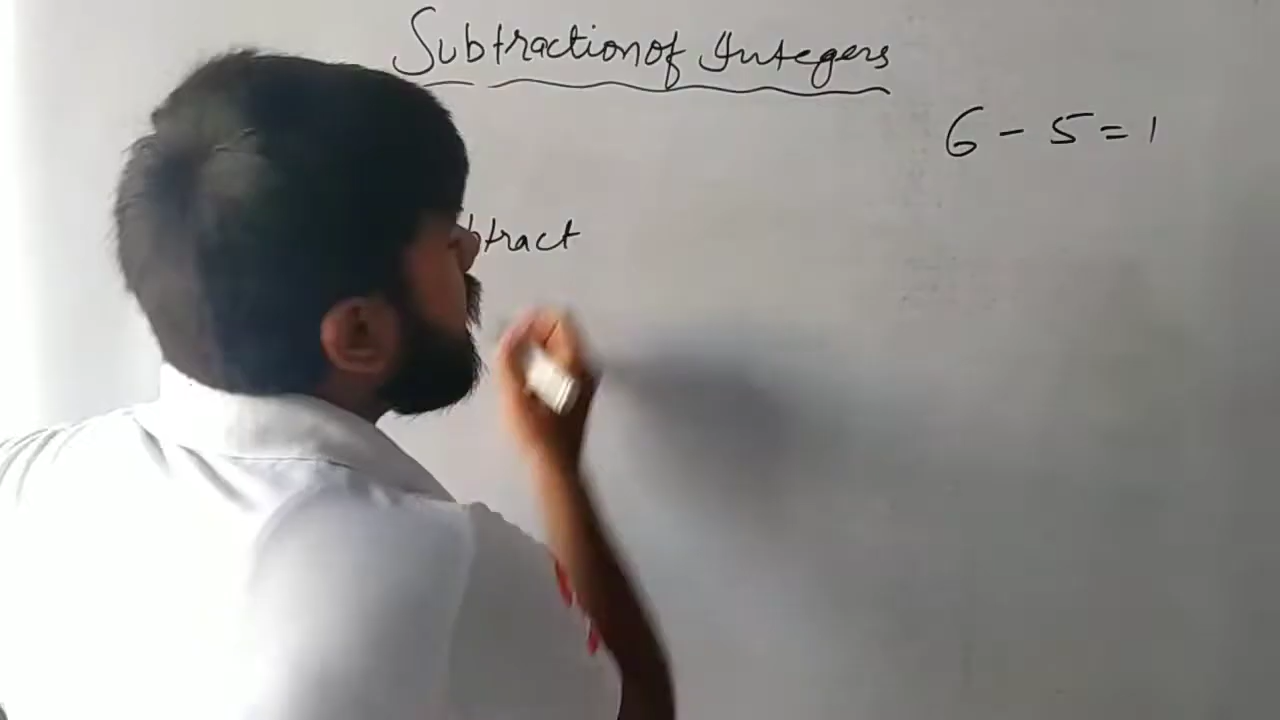 Subtraction of Integers
6 - 5 = 1